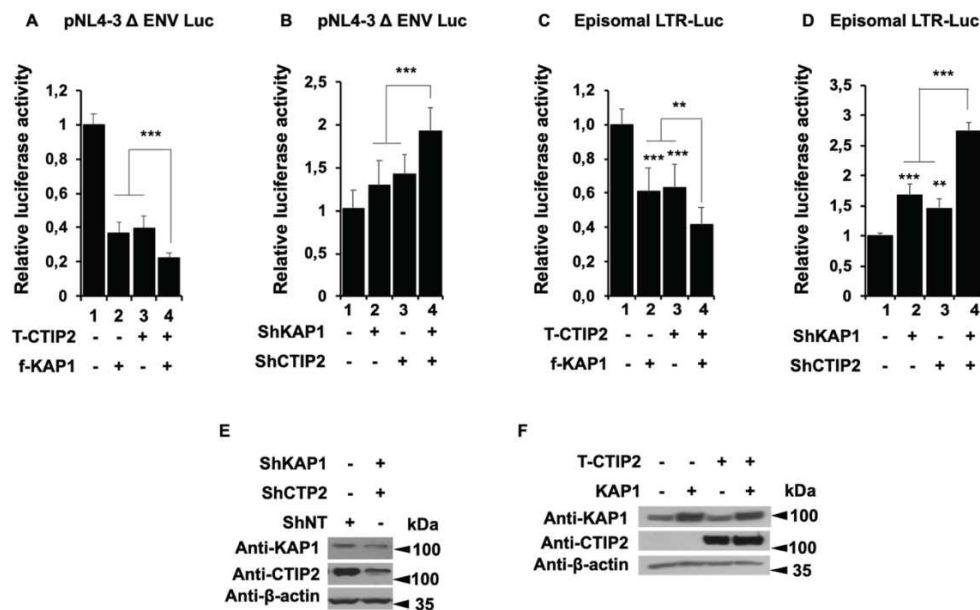 A pNL4-3 Δ ENV Luc
Relative luciferase activity
1,2
1
0,8
0,6
0,4
0,2
0
***
1 2 3 4
T-CTIP2 - - + +
f-KAP1 - + - +
B pNL4-3 Δ ENV Luc
Relative luciferase activity
2,5
2
1,5
1
0,5
0
***
1 2 3 4
ShKAP1 - + - +
ShCTIP2 - - + +
C Episomal LTR-Luc
Relative luciferase activity
1,2
1
0,8
0,6
0,4
0,2
0
**
*** ***
1 2 3 4
T-CTIP2 - - + +
f-KAP1 - + - +
D Episomal LTR-Luc
Relative luciferase activity
3,5
3
2,5
2
1,5
1
0,5
0
***
*** **
1 2 3 4
ShKAP1 - + - +
ShCTIP2 - - + +
E
ShKAP1 - +
ShCTP2 - +
ShNT + - kDa
Anti-KAP1 100
Anti-CTIP2 100
Anti-β-actin 35
F
T-CTIP2 - - + +
KAP1 - + - + kDa
Anti-KAP1 100
Anti-CTIP2 100
Anti-β-actin 35